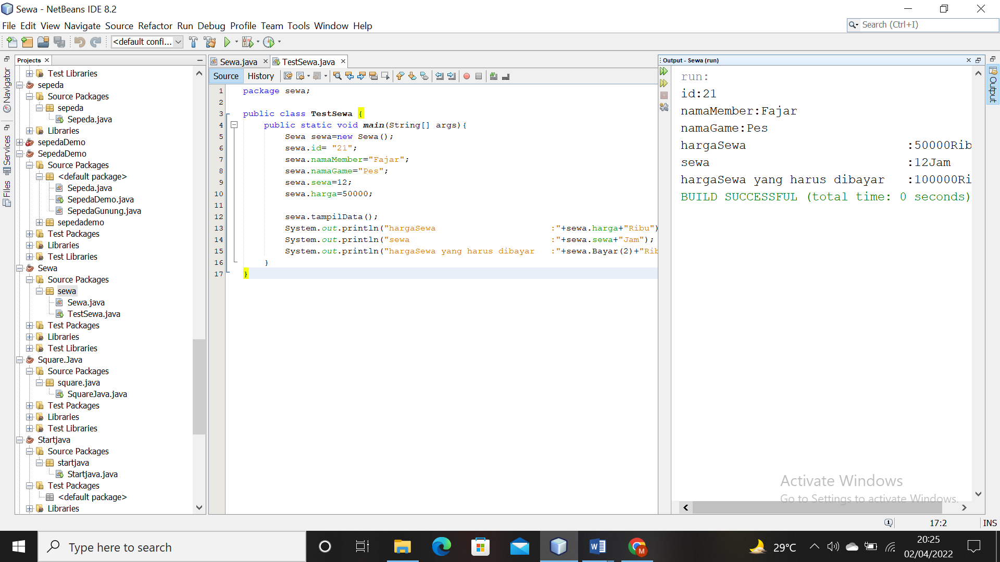 Sewa - NetBeans IDE 8.2
File Edit View Navigate Source Refactor Run Debug Profile Team Tools Window Help
Search (Ctrl+I)
<default confi...
Navigator
Services
Files
Projects
Test Libraries
sepeda
Source Packages
sepeda
Sepeda.java
Libraries
sepedaDemo
SepedaDemo
Source Packages
<default package>
Sepeda.java
SepedaDemo.java
SepedaGunung.java
sepedademo
Test Packages
Libraries
Test Libraries
Sewa
Source Packages
sewa
Sewa.java
TestSewa.java
Test Packages
Libraries
Test Libraries
Square.Java
Source Packages
square.java
SquareJava.java
Test Packages
Libraries
Test Libraries
Startjava
Source Packages
startjava
Startjava.java
Test Packages
<default package>
Libraries
Sewa.java TestSewa.java
Source History
1 package sewa;
2
3 public class TestSewa {
4 public static void main(String[] args){
5 Sewa sewa=new Sewa();
6 sewa.id= "21";
7 sewa.namaMember="Fajar";
8 sewa.namaGame="Pes";
9 sewa.sewa=12;
10 sewa.harga=50000;
11
12 sewa.tampilData();
13 System.out.println("hargaSewa :"+sewa.harga+"Ribu")
14 System.out.println("sewa :"+sewa.sewa+"Jam");
15 System.out.println("hargaSewa yang harus dibayar :"+sewa.Bayar(2)+"Rib
16 }
17 }
Output - Sewa (run)
run:
id:21
namaMember:Fajar
namaGame:Pes
hargaSewa :50000Rib
sewa :12Jam
hargaSewa yang harus dibayar :100000Ri
BUILD SUCCESSFUL (total time: 0 seconds)
Output
Activate Windows
Go to Settings to activate Windows.
17:2 INS
Type here to search
M
29°C
20:25
02/04/2022